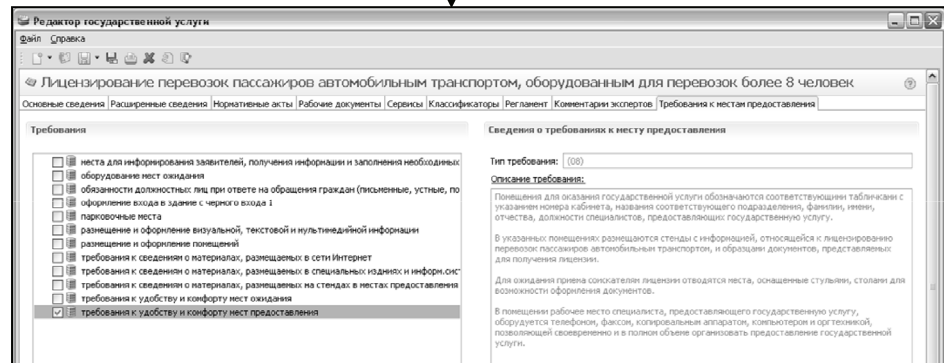 Редактор государственной услуги
Файл Справка
Лицензирование перевозок пассажиров автомобильным транспортом, оборудованным для перевозок более 8 человек
Основные сведения Расширенные сведения Нормативные акты Рабочие документы Сервисы Классификаторы Регламент Комментарии экспертов Требования к местам предоставления
Требования
места для информирования заявителей, получения информации и заполнения необходимых
оборудование мест ожидания
обязанности должностных лиц при ответе на обращения граждан (письменные, устные, по
оформление входа в здание с черного входа 1
парковочные места
размещение и оформление визуальной, текстовой и мультимедийной информации
размещение и оформление помещений
требования к сведениям о материалах, размещаемых в сети Интернет
требования к сведениям о материалах, размещаемых в специальных изданиях и информ.сис
требования к сведениям о материалах, размещаемых на стендах в местах предоставления
требования к удобству и комфорту мест ожидания
требования к удобству и комфорту мест предоставления
Сведения о требованиях к месту предоставления
Тип требования: (08)
Описание требования:
Помещения для оказания государственной услуги обозначаются соответствующими табличками с
указанием номера кабинета, названия соответствующего подразделения, фамилии, имени,
отчества, должности специалистов, предоставляющих государственную услугу.
В указанных помещениях размещаются стенды с информацией, относящейся к лицензированию
перевозок пассажиров автомобильным транспортом, и образцами документов, представляемых
для получения лицензии.
Для ожидания приема соискателям лицензии отводятся места, оснащенные стульями, столами для
возможности оформления документов.
В помещении рабочее место специалиста, предоставляющего государственную услугу,
оборудуется телефоном, факсом, копировальным аппаратом, компьютером и оргтехникой,
позволяющей своевременно и в полном объеме организовать предоставление государственной
услуги.